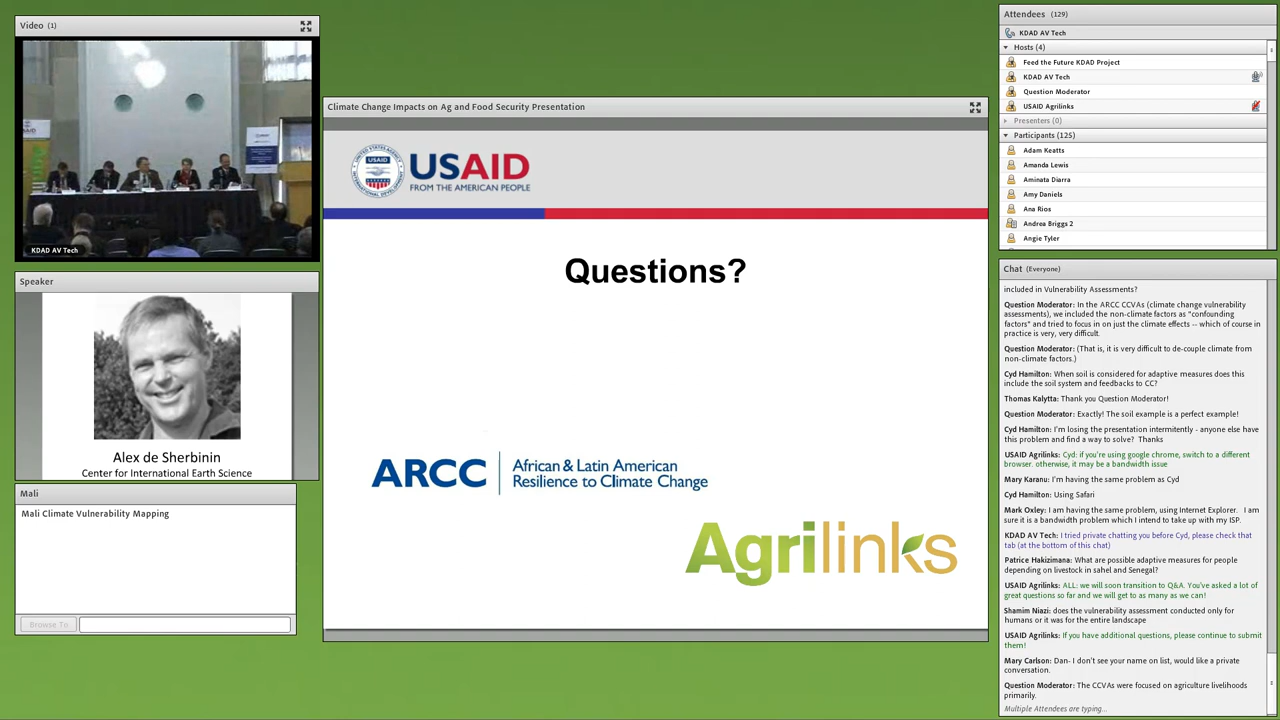 Video (1)
KDAD AV Tech
Speaker
Alex de Sherbinin
Center for International Earth Science
Mali
Mali Climate Vulnerability Mapping
Browse To
Climate Change Impacts on Ag and Food Security Presentation
USAID
USAID
FROM THE AMERICAN PEOPLE
Questions?
ARCC
African & Latin American
Resilience to Climate Change
Agrilinks
Attendees (129)
KDAD AV Tech
Hosts (4)
Feed the Future KDAD Project
KDAD AV Tech
Question Moderator
USAID Agrilinks
Presenters (0)
Participants (125)
Adam Keatts
Amanda Lewis
Aminata Diarra
Amy Daniels
Ana Rios
Andrea Briggs 2
Angie Tyler
Chat (Everyone)
included in Vulnerability Assessments?
Question Moderator: In the ARCC CCVAs (climate change vulnerability
assessments), we included the non-climate factors as "confounding
factors" and tried to focus in on just the climate effects -- which of course in
practice is very, very difficult.
Question Moderator: (That is, it is very difficult to de-couple climate from
non-climate factors.)
Cyd Hamilton: When soil is considered for adaptive measures does this
include the soil system and feedbacks to CC?
Thomas Kalytta: Thank you Question Moderator!
Question Moderator: Exactly! The soil example is a perfect example!
Cyd Hamilton: I'm losing the presentation intermitently - anyone else have
this problem and find a way to solve? Thanks
USAID Agrilinks: Cyd: if you're using google chrome, switch to a different
browser. otherwise, it may be a bandwidth issue
Mary Karanu: I'm having the same problem as Cyd
Cyd Hamilton: Using Safari
Mark Oxley: I am having the same problem, using Internet Explorer. I am
sure it is a bandwidth problem which I intend to take up with my ISP.
KDAD AV Tech: I tried private chatting you before Cyd, please check that
tab (at the bottom of this chat)
Patrice Hakizimana: What are possible adaptive measures for people
depending on livestock in sahel and Senegal?
USAID Agrilinks: ALL: we will soon transition to Q&A. You've asked a lot of
great questions so far and we will get to as many as we can!
Shamim Niazi: does the vulnerability assessment conducted only for
humans or it was for the entire landscape
USAID Agrilinks: If you have additional questions, please continue to submit
them!
Mary Carlson: Dan- I don't see your name on list, would like a private
conversation.
Question Moderator: The CCVAs were focused on agriculture livelihoods
primarily.
Multiple Attendees are typing...